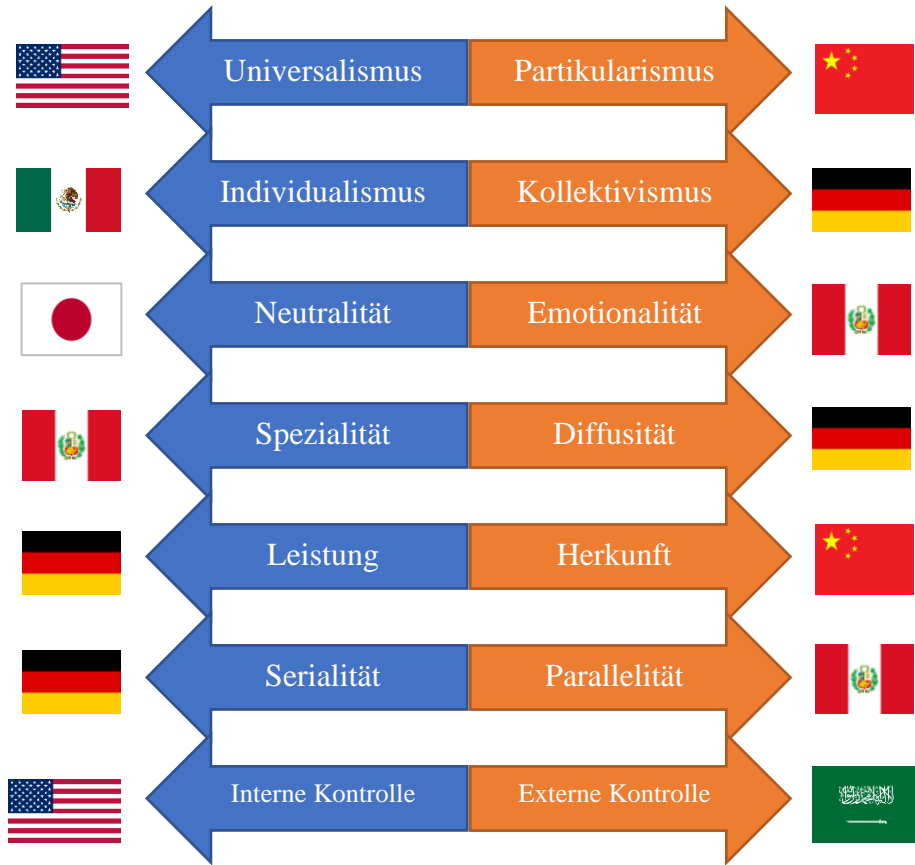 Universalismus Partikularismus
Individualismus Kollektivismus
Neutralität Emotionalität
Spezialität Diffusität
Leistung Herkunft
Serialität Parallelität
Interne Kontrolle Externe Kontrolle